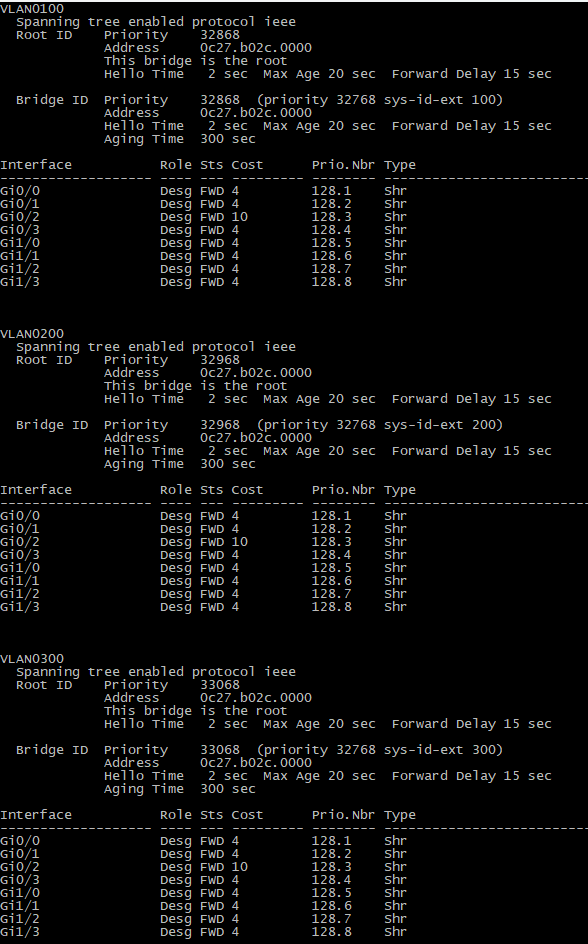 VLAN0100
  Spanning tree enabled protocol ieee
  Root ID    Priority    32868
             Address     0c27.b02c.0000
             This bridge is the root
             Hello Time   2 sec  Max Age 20 sec  Forward Delay 15 sec
  Bridge ID  Priority    32868  (priority 32768 sys-id-ext 100)
             Address     0c27.b02c.0000
             Hello Time   2 sec  Max Age 20 sec  Forward Delay 15 sec
             Aging Time  300 sec
Interface           Role Sts Cost      Prio.Nbr Type
------------------- ---- --- --------- -------- --------------------------
Gi0/0               Desg FWD 4         128.1    Shr
Gi0/1               Desg FWD 4         128.2    Shr
Gi0/2               Desg FWD 10        128.3    Shr
Gi0/3               Desg FWD 4         128.4    Shr
Gi1/0               Desg FWD 4         128.5    Shr
Gi1/1               Desg FWD 4         128.6    Shr
Gi1/2               Desg FWD 4         128.7    Shr
Gi1/3               Desg FWD 4         128.8    Shr
VLAN0200
  Spanning tree enabled protocol ieee
  Root ID    Priority    32968
             Address     0c27.b02c.0000
             This bridge is the root
             Hello Time   2 sec  Max Age 20 sec  Forward Delay 15 sec
  Bridge ID  Priority    32968  (priority 32768 sys-id-ext 200)
             Address     0c27.b02c.0000
             Hello Time   2 sec  Max Age 20 sec  Forward Delay 15 sec
             Aging Time  300 sec
Interface           Role Sts Cost      Prio.Nbr Type
------------------- ---- --- --------- -------- --------------------------
Gi0/0               Desg FWD 4         128.1    Shr
Gi0/1               Desg FWD 4         128.2    Shr
Gi0/2               Desg FWD 10        128.3    Shr
Gi0/3               Desg FWD 4         128.4    Shr
Gi1/0               Desg FWD 4         128.5    Shr
Gi1/1               Desg FWD 4         128.6    Shr
Gi1/2               Desg FWD 4         128.7    Shr
Gi1/3               Desg FWD 4         128.8    Shr
VLAN0300
  Spanning tree enabled protocol ieee
  Root ID    Priority    33068
             Address     0c27.b02c.0000
             This bridge is the root
             Hello Time   2 sec  Max Age 20 sec  Forward Delay 15 sec
  Bridge ID  Priority    33068  (priority 32768 sys-id-ext 300)
             Address     0c27.b02c.0000
             Hello Time   2 sec  Max Age 20 sec  Forward Delay 15 sec
             Aging Time  300 sec
Interface           Role Sts Cost      Prio.Nbr Type
------------------- ---- --- --------- -------- --------------------------
Gi0/0               Desg FWD 4         128.1    Shr
Gi0/1               Desg FWD 4         128.2    Shr
Gi0/2               Desg FWD 10        128.3    Shr
Gi0/3               Desg FWD 4         128.4    Shr
Gi1/0               Desg FWD 4         128.5    Shr
Gi1/1               Desg FWD 4         128.6    Shr
Gi1/2               Desg FWD 4         128.7    Shr
Gi1/3               Desg FWD 4         128.8    Shr